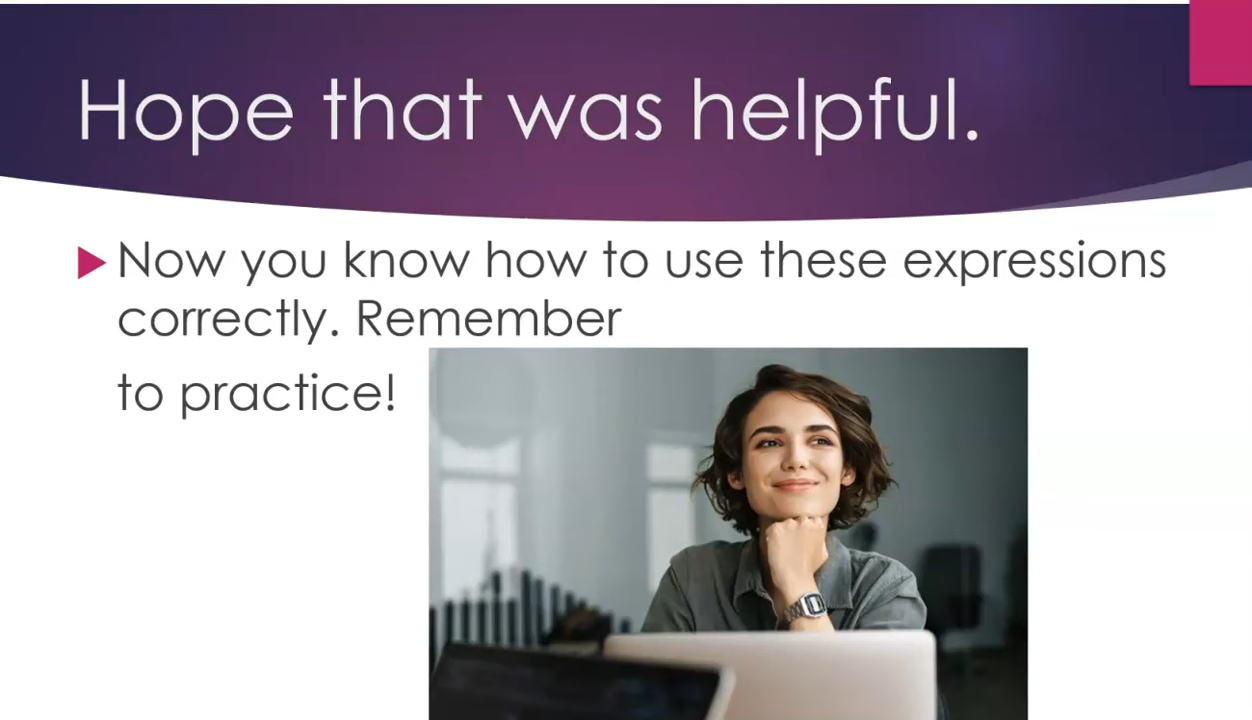 Hope that was helpful.
Now you know how to use these expressions
correctly. Remember
to practice!